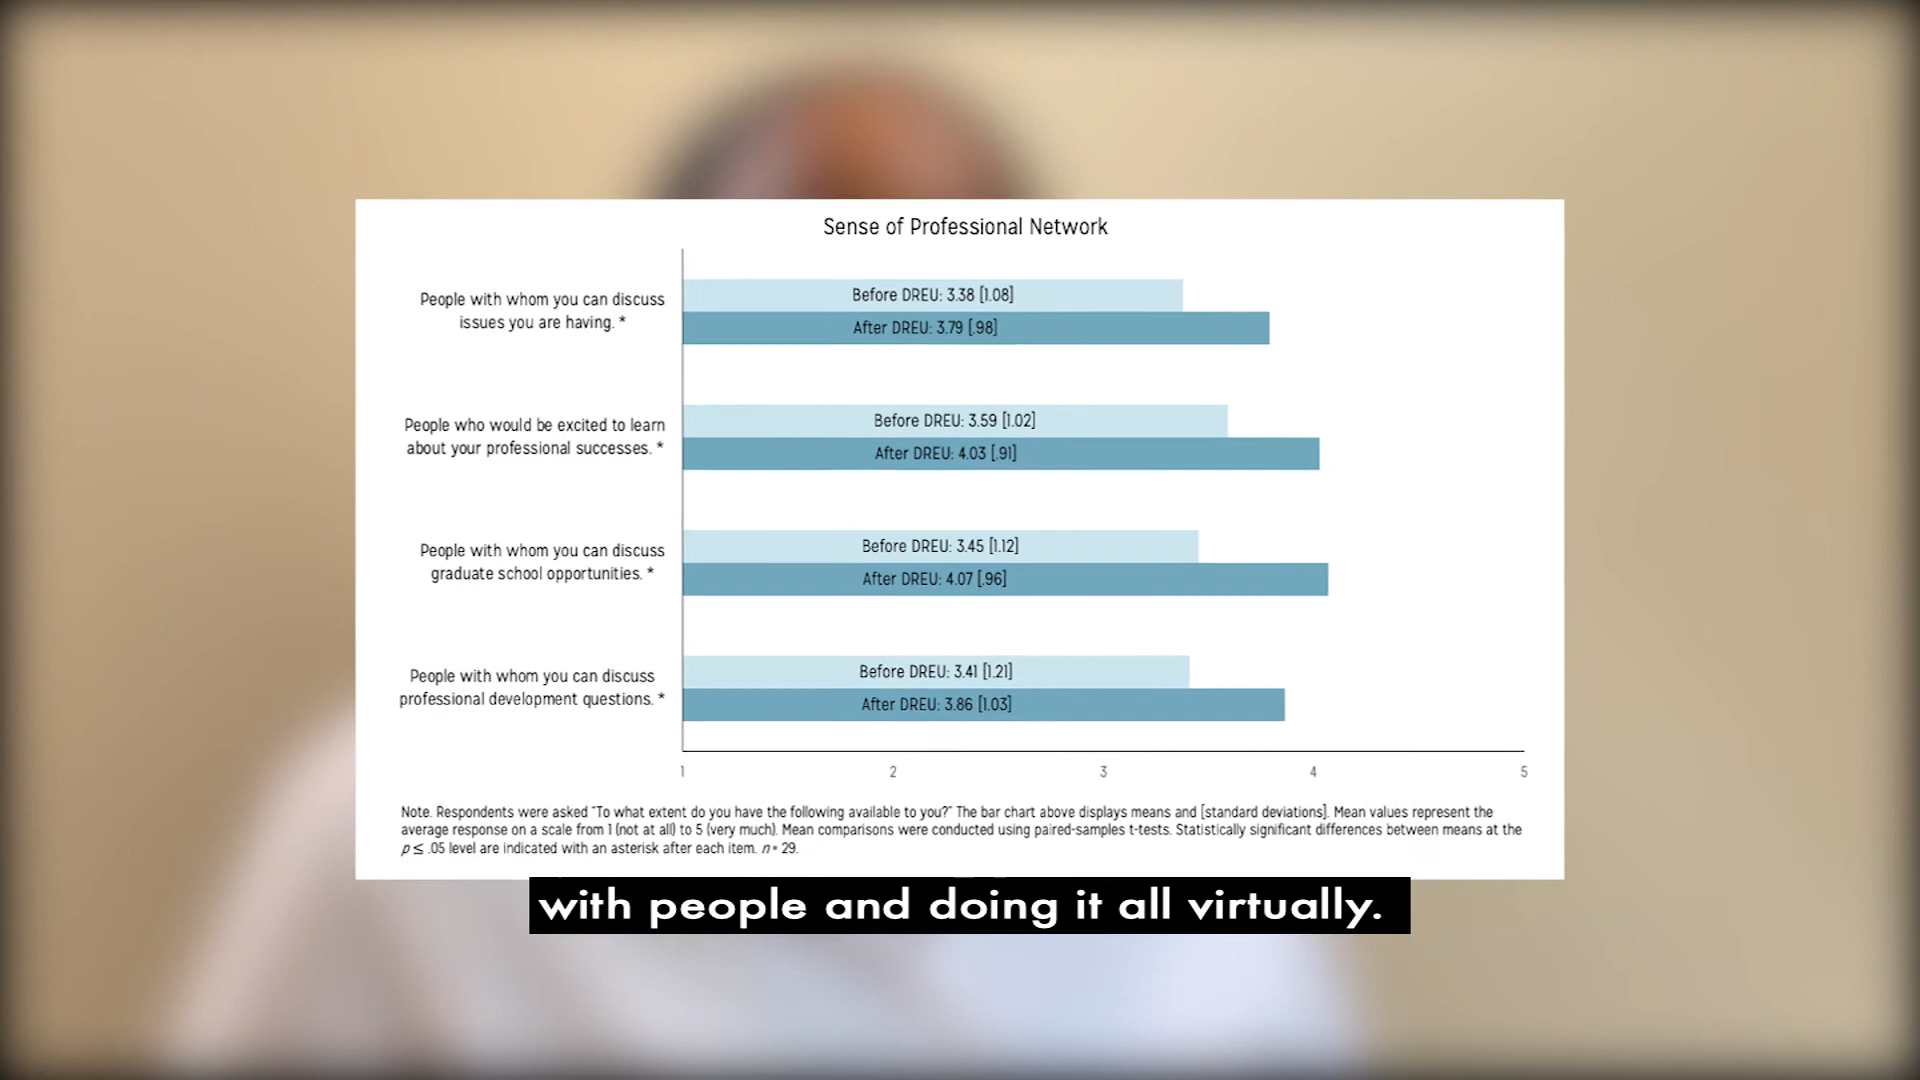 Sense of Professional Network
People with whom you can discuss
issues you are having. *
Before DREU: 3.38 [1.08]
After DREU: 3.79 [.98]
People who would be excited to learn
about your professional successes. *
Before DREU: 3.59 [1.02]
After DREU: 4.03 [.91]
People with whom you can discuss
graduate school opportunities. *
Before DREU: 3.45 [1.12]
After DREU: 4.07 [.96]
People with whom you can discuss
professional development questions. *
Before DREU: 3.41 [1.21]
After DREU: 3.86 [1.03]
1 2 3 4 5
Note. Respondents were asked "To what extent do you have the following available to you?" The bar chart above displays means and [standard deviations]. Mean values represent the
average response on a scale from 1 (not at all) to 5 (very much). Mean comparisons were conducted using paired-samples t-tests. Statistically significant differences between means at the
p ≤ .05 level are indicated with an asterisk after each item. n = 29.
with people and doing it all virtually.